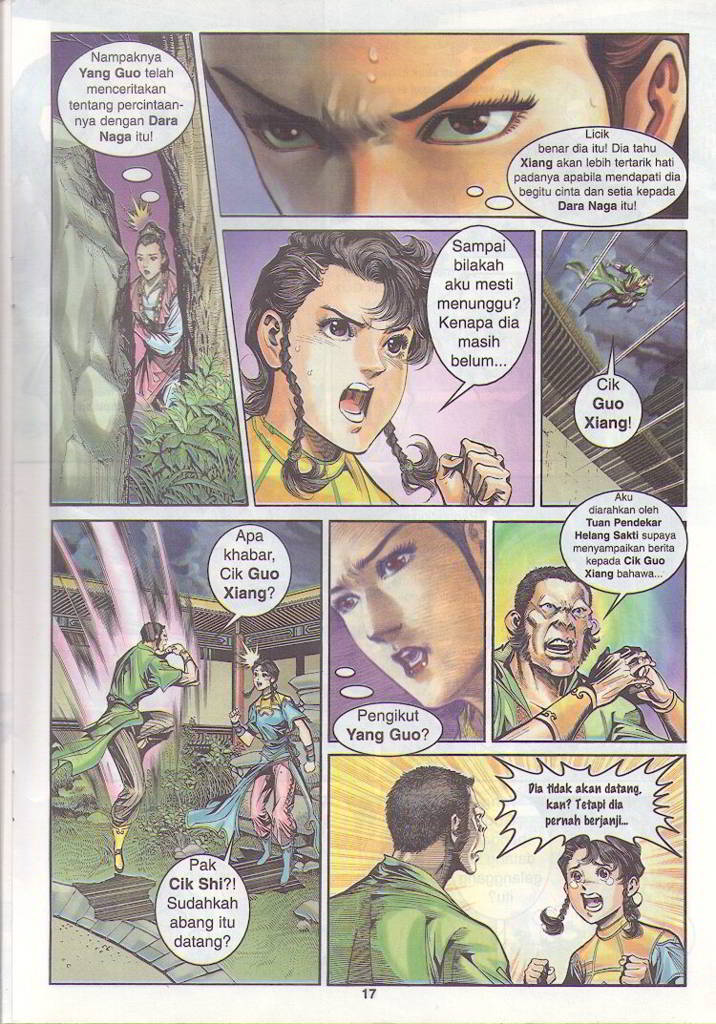 Nampaknya
Yang Guo telah
menceritakan
tentang percintaan-
nya dengan Dara
Naga itu!
Licik
benar dia itu! Dia tahu
Xiang akan lebih tertarik hati
padanya apabila mendapati dia
begitu cinta dan setia kepada
Dara Naga itu!
Sampai
bilakah
aku mesti
menunggu?
Kenapa dia
masih
belum...
Cik
Guo
Xiang!
Apa
khabar,
Cik Guo
Xiang?
Pak
Cik Shi?!
Sudahkah
abang itu
datang?
Pengikut
Yang Guo?
Aku
diarahkan oleh
Tuan Pendekar
Helang Sakti supaya
menyampaikan berita
kepada Cik Guo
Xiang bahawa...
Dia tidak akan datang,
kan? Tetapi dia
pernah berjanji...
17